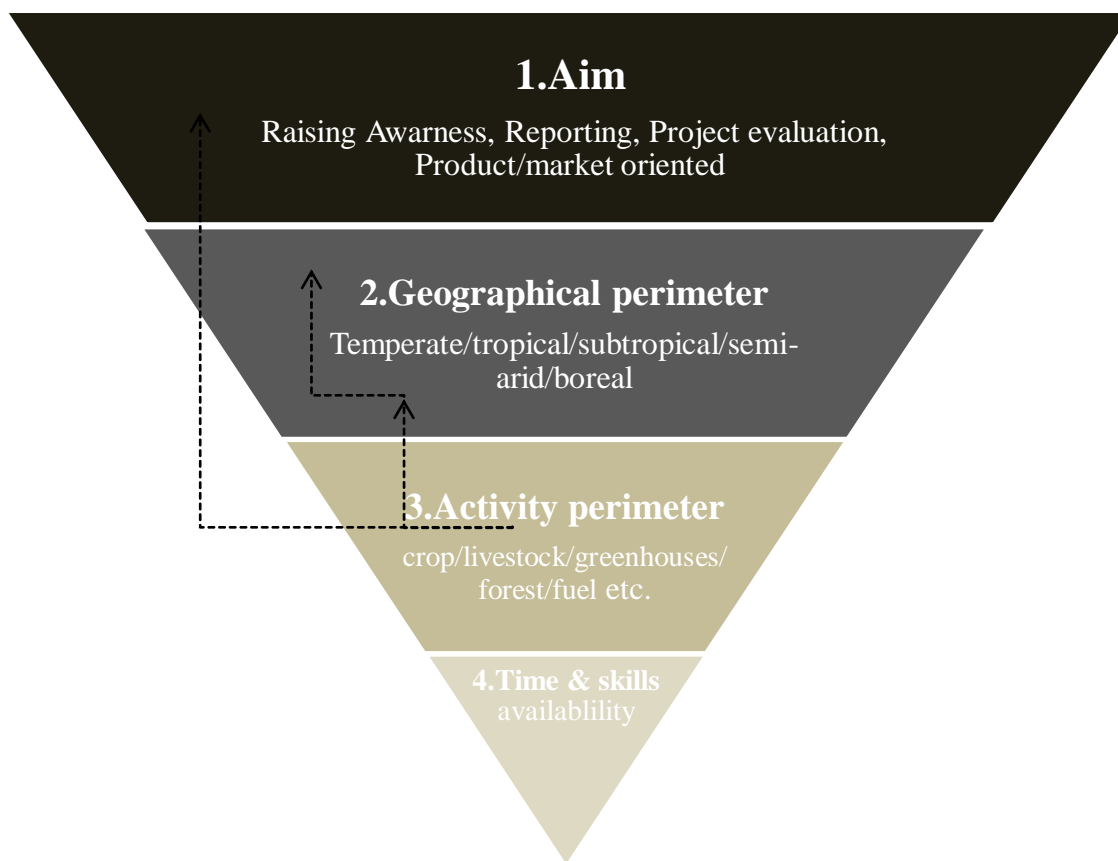 1.Aim
Raising Awarness, Reporting, Project evaluation,
Product/market oriented
2.Geographical perimeter
Temperate/tropical/subtropical/semi-
arid/boreal
3.Activity perimeter
crop/livestock/greenhouses/
forest/fuel etc.
4.Time & skills
availablility